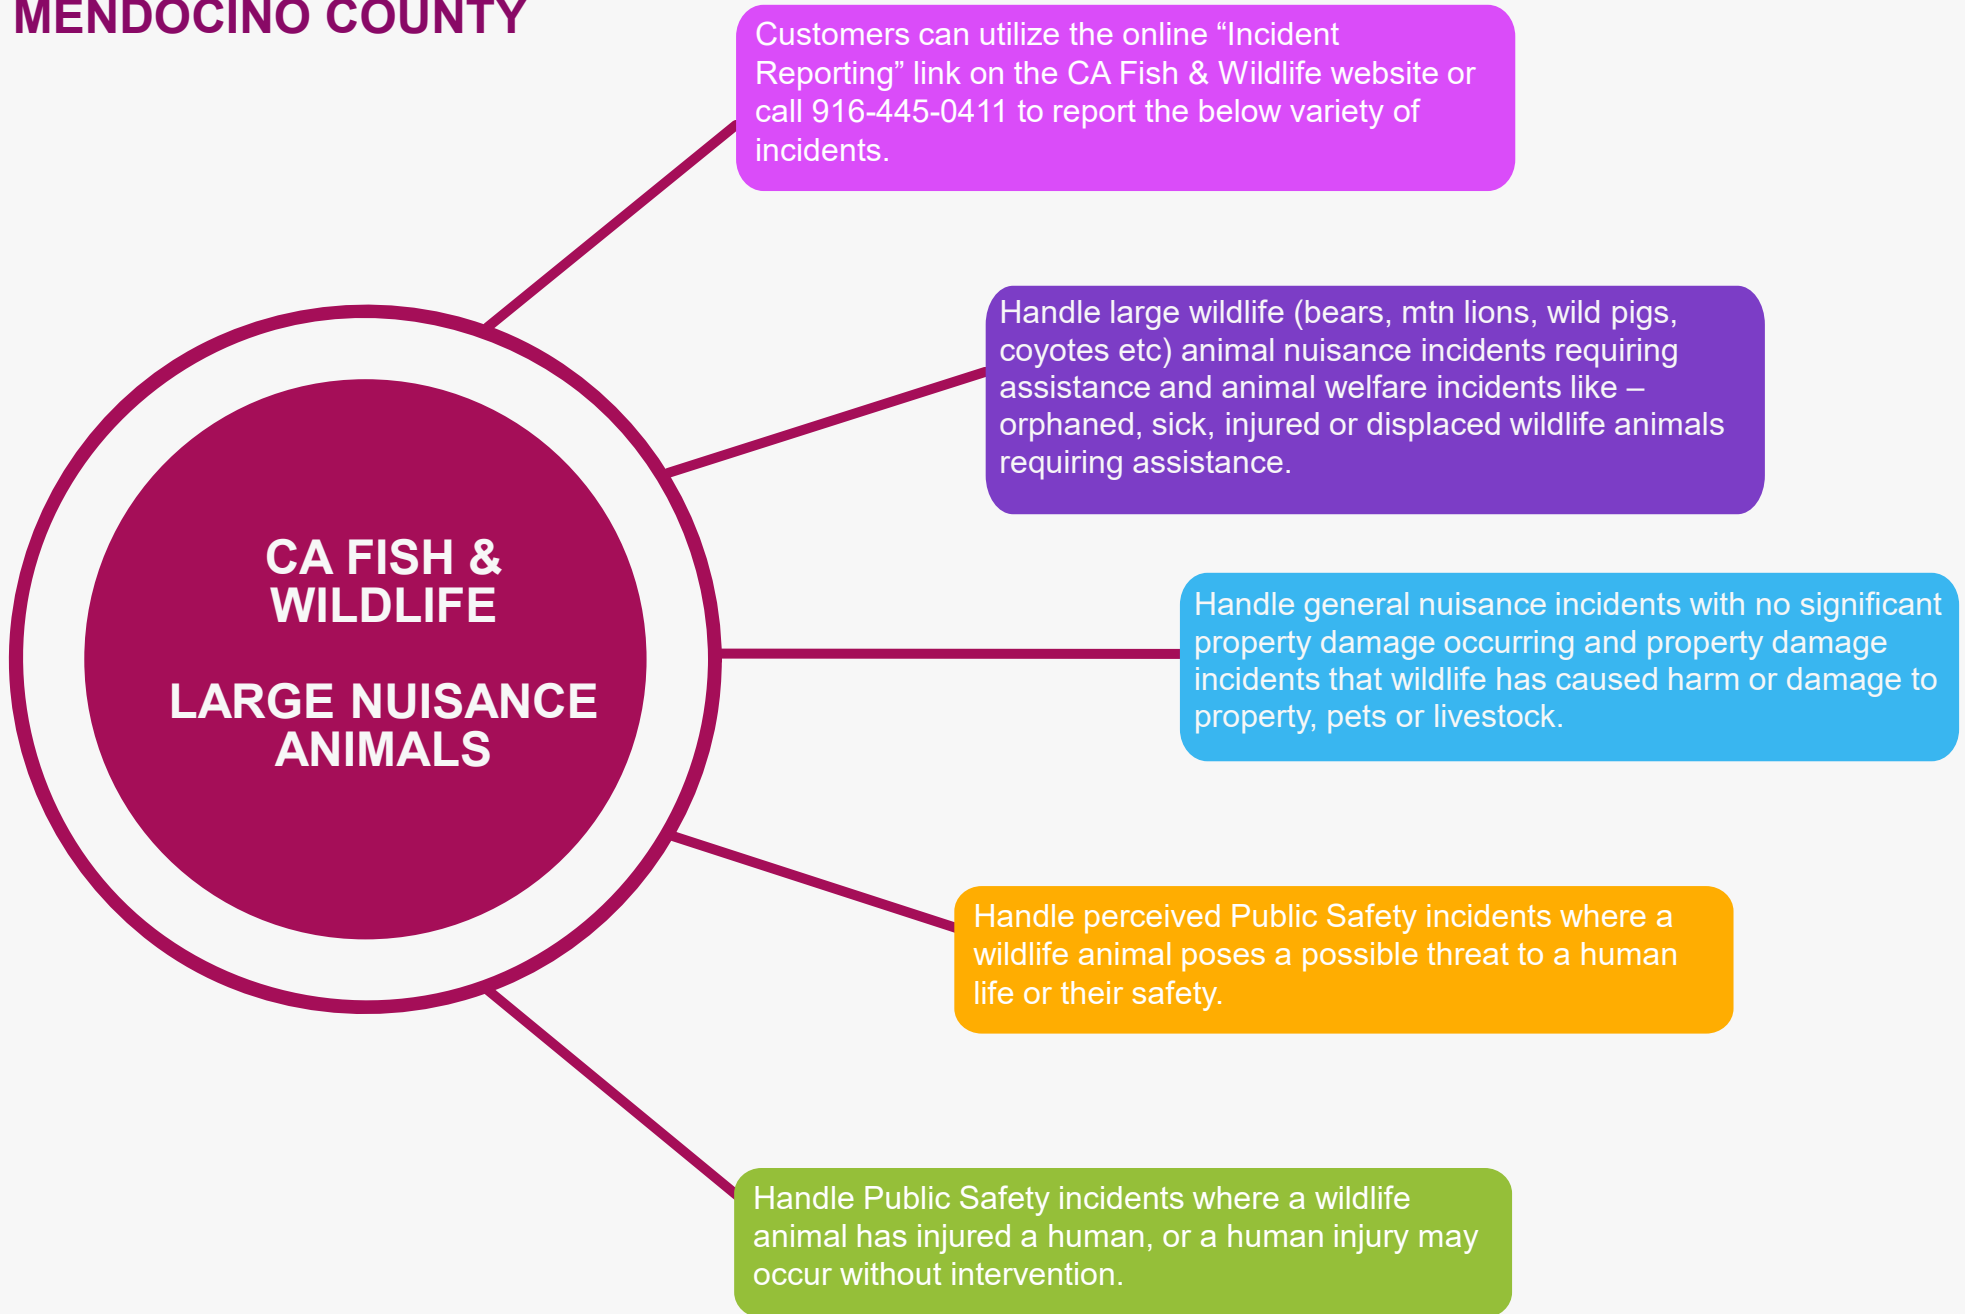 MENDOCINO COUNTY
Customers can utilize the online “Incident
Reporting” link on the CA Fish & Wildlife website or
call 916-445-0411 to report the below variety of
incidents.
Handle large wildlife (bears, mtn lions, wild pigs,
coyotes etc) animal nuisance incidents requiring
assistance and animal welfare incidents like –
orphaned, sick, injured or displaced wildlife animals
requiring assistance.
CA FISH &
WILDLIFE
LARGE NUISANCE
ANIMALS
Handle general nuisance incidents with no significant
property damage occurring and property damage
incidents that wildlife has caused harm or damage to
property, pets or livestock.
Handle perceived Public Safety incidents where a
wildlife animal poses a possible threat to a human
life or their safety.
Handle Public Safety incidents where a wildlife
animal has injured a human, or a human injury may
occur without intervention.